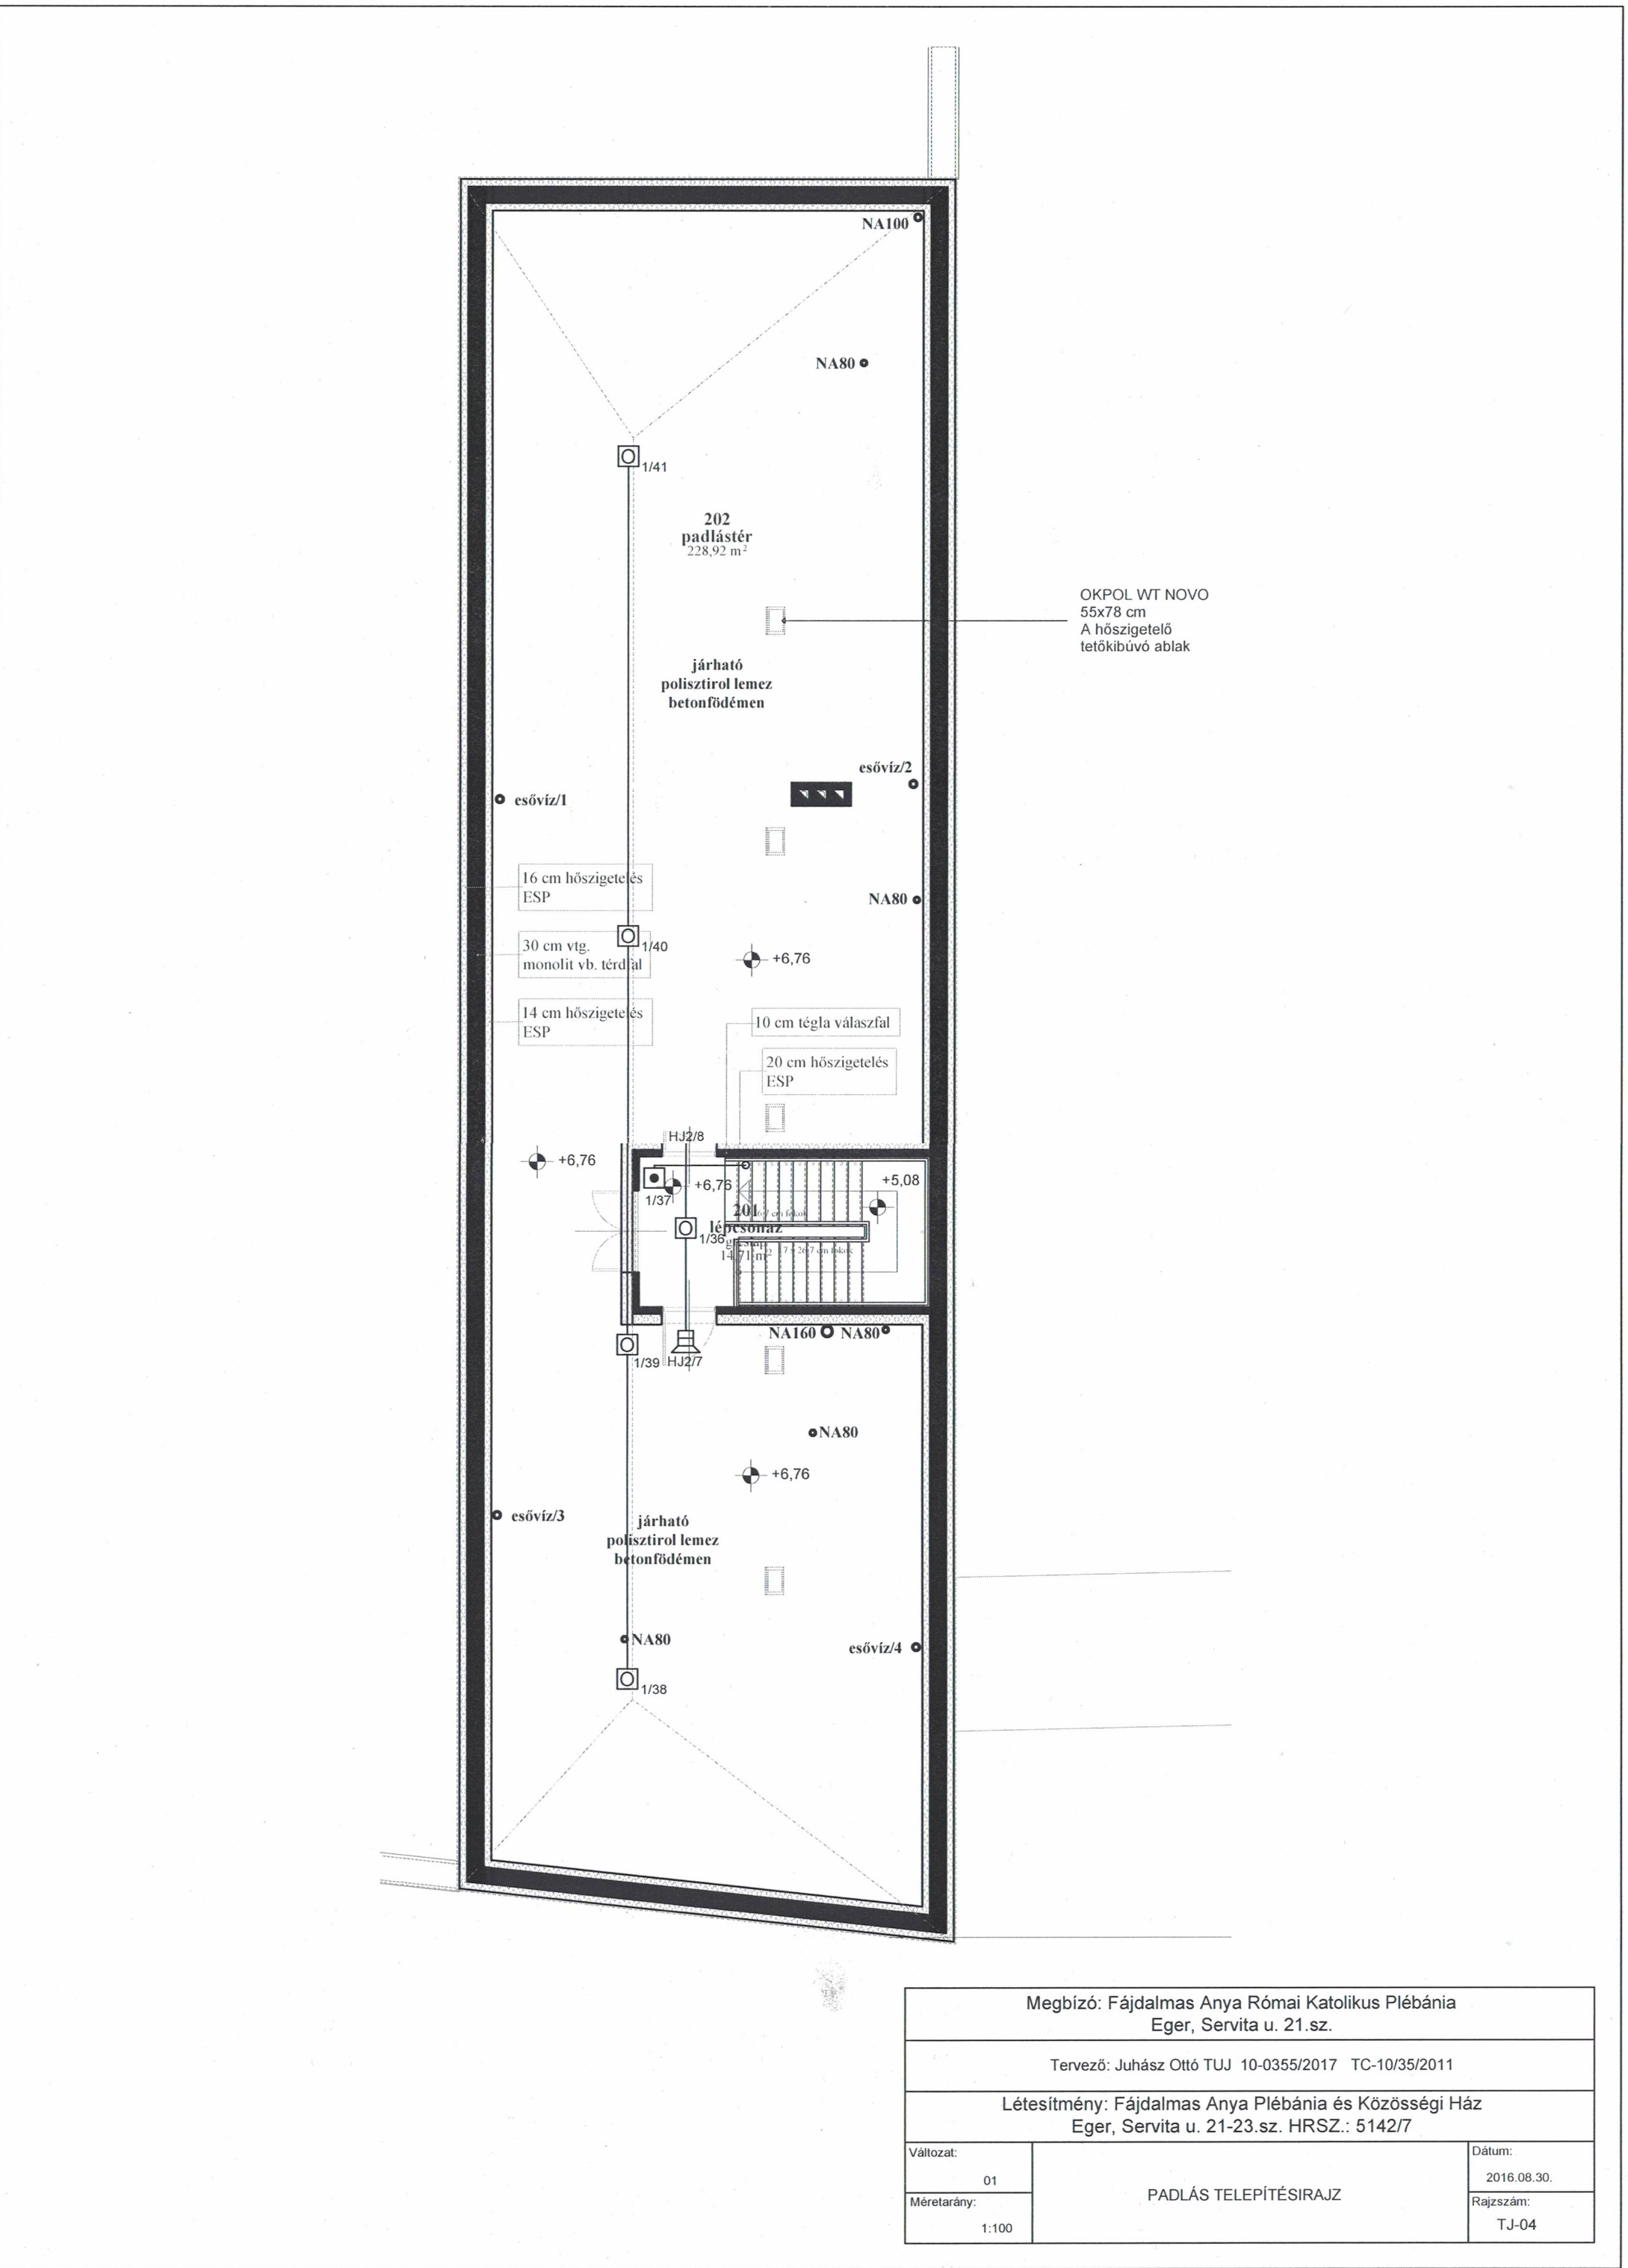 NA100
NA80
1/41
202
padlástér
228,92 m²
OKPOL WT NOVO
55x78 cm
A hőszigetelő
tetőkibúvó ablak
járható
polisztirol lemez
betonfödémen
esővíz/2
esővíz/1
16 cm hőszigetelés
ESP
NA80
30 cm vtg.
monolit vb. térdfal
1/40
+6,76
14 cm hőszigetelés
ESP
10 cm tégla válaszfal
20 cm hőszigetelés
ESP
HJ2/8
+6,76
+6,76
+5,08
1/37
201
lépcsőház
1/36
14,71 m²
NA160
NA80
1/39
HJ2/7
NA80
+6,76
esővíz/3
járható
polisztirol lemez
betonfödémen
NA80
esővíz/4
1/38
Megbízó: Fájdalmas Anya Római Katolikus Plébánia
Eger, Servita u. 21.sz.
Tervező: Juhász Ottó TUJ 10-0355/2017 TC-10/35/2011
Létesítmény: Fájdalmas Anya Plébánia és Közösségi Ház
Eger, Servita u. 21-23.sz. HRSZ.: 5142/7
Változat:
01
Méretarány:
1:100
PADLÁS TELEPÍTÉSIRAJZ
Dátum:
2016.08.30.
Rajzszám:
TJ-04